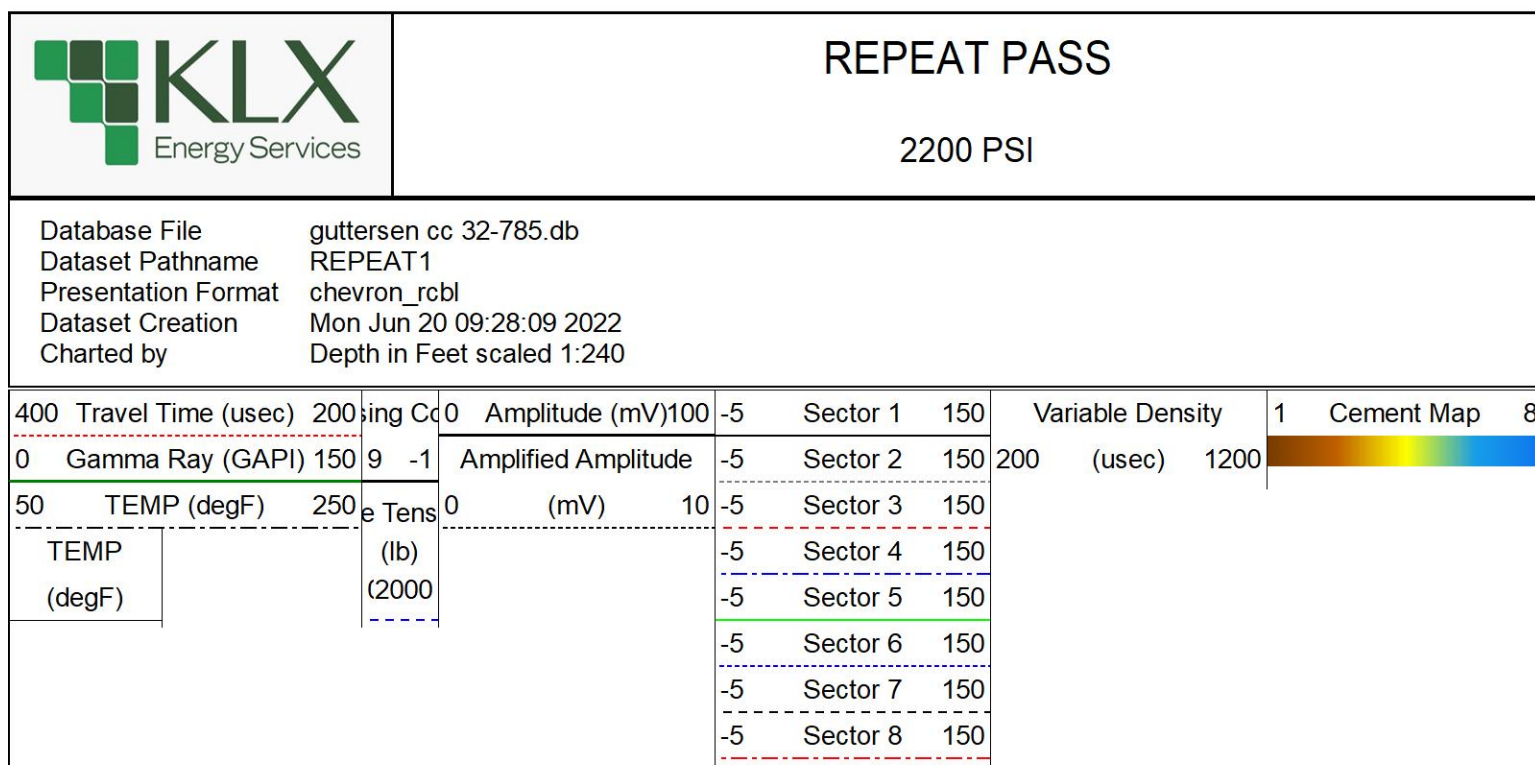 KLX
Energy Services
REPEAT PASS
2200 PSI
Database File guttersen cc 32-785.db
Dataset Pathname REPEAT1
Presentation Format chevron_rcbl
Dataset Creation Mon Jun 20 09:28:09 2022
Charted by Depth in Feet scaled 1:240
400 Travel Time (usec) 200
0 Gamma Ray (GAPI) 150
50 TEMP (degF) 250
TEMP
(degF)
sing Co
9 -1
e Tens
(lb)
(2000
0 Amplitude (mV) 100
Amplified Amplitude
0 (mV) 10
-5 Sector 1 150
-5 Sector 2 150
-5 Sector 3 150
-5 Sector 4 150
-5 Sector 5 150
-5 Sector 6 150
-5 Sector 7 150
-5 Sector 8 150
Variable Density
200 (usec) 1200
1 Cement Map 8